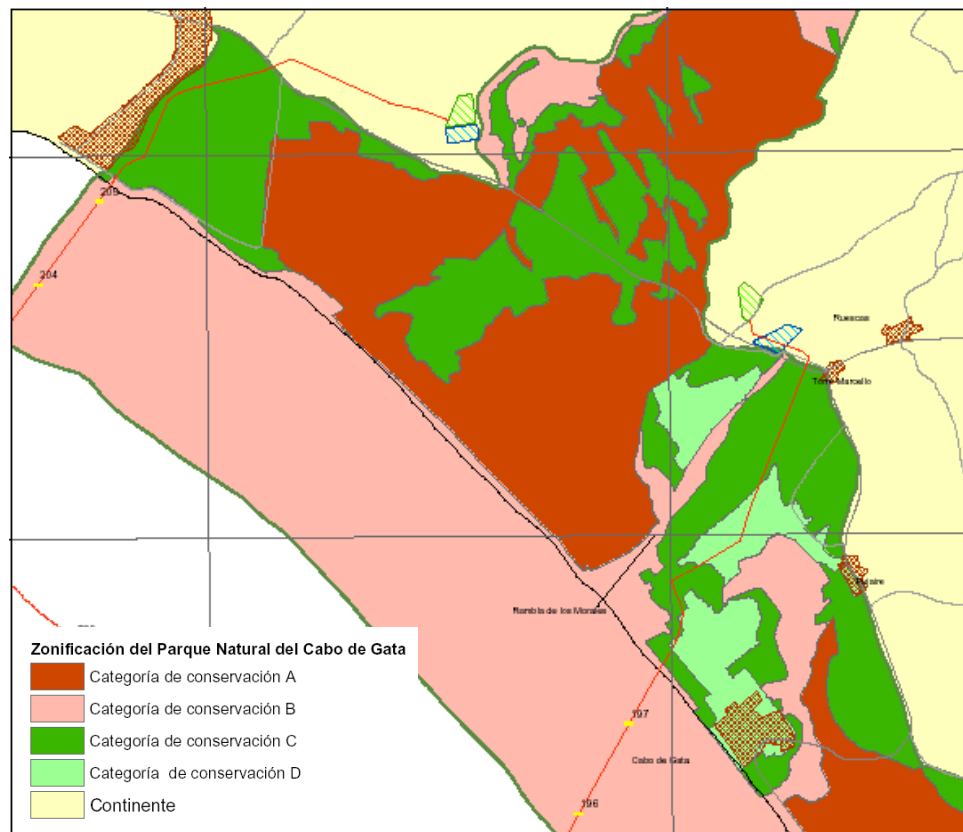 209
204
Ruescas
Torre Marcello
Pujaire
Rambla de los Morales
197
Cabo de Gata
196
Zonificación del Parque Natural del Cabo de Gata
Categoría de conservación A
Categoría de conservación B
Categoría de conservación C
Categoría de conservación D
Continente